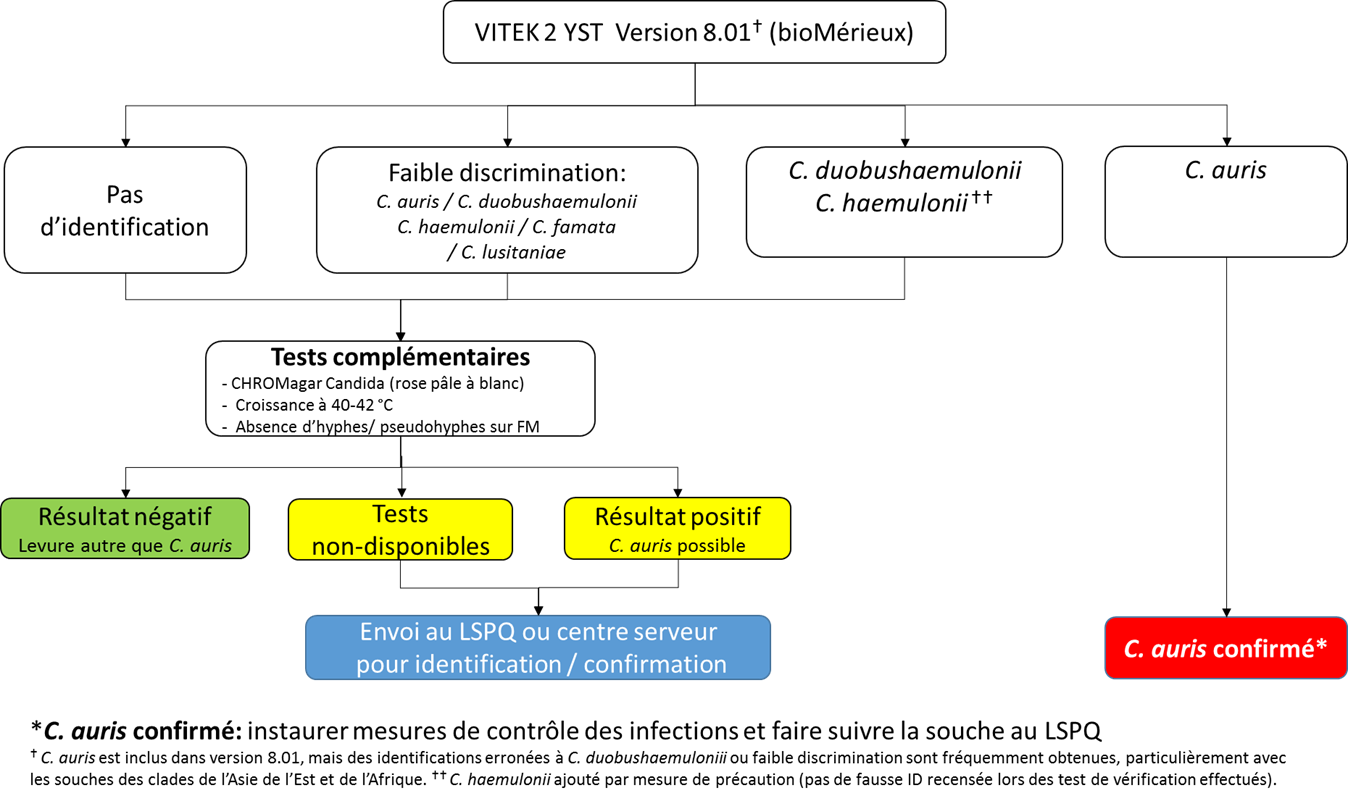 VITEK 2 YST  Version 8.01† (bioMérieux)
Pas
d’identification
Faible discrimination:
C. auris / C. duobushaemulonii
C. haemulonii / C. famata
/ C. lusitaniae
C. duobushaemulonii
C. haemulonii††
C. auris
Tests complémentaires
- CHROMagar Candida (rose pâle à blanc)
- Croissance à 40-42 °C
- Absence d’hyphes/ pseudohyphes sur FM
Résultat négatif
Levure autre que C. auris
Tests
non-disponibles
Résultat positif
C. auris possible
Envoi au LSPQ ou centre serveur
pour identification / confirmation
C. auris confirmé*
*C. auris confirmé: instaurer mesures de contrôle des infections et faire suivre la souche au LSPQ
† C. auris est inclus dans version 8.01, mais des identifications erronées à C. duobushaemuloniii ou faible discrimination sont fréquemment obtenues, particulièrement avec
les souches des clades de l’Asie de l’Est et de l’Afrique. †† C. haemulonii ajouté par mesure de précaution (pas de fausse ID recensée lors des test de vérification effectués).